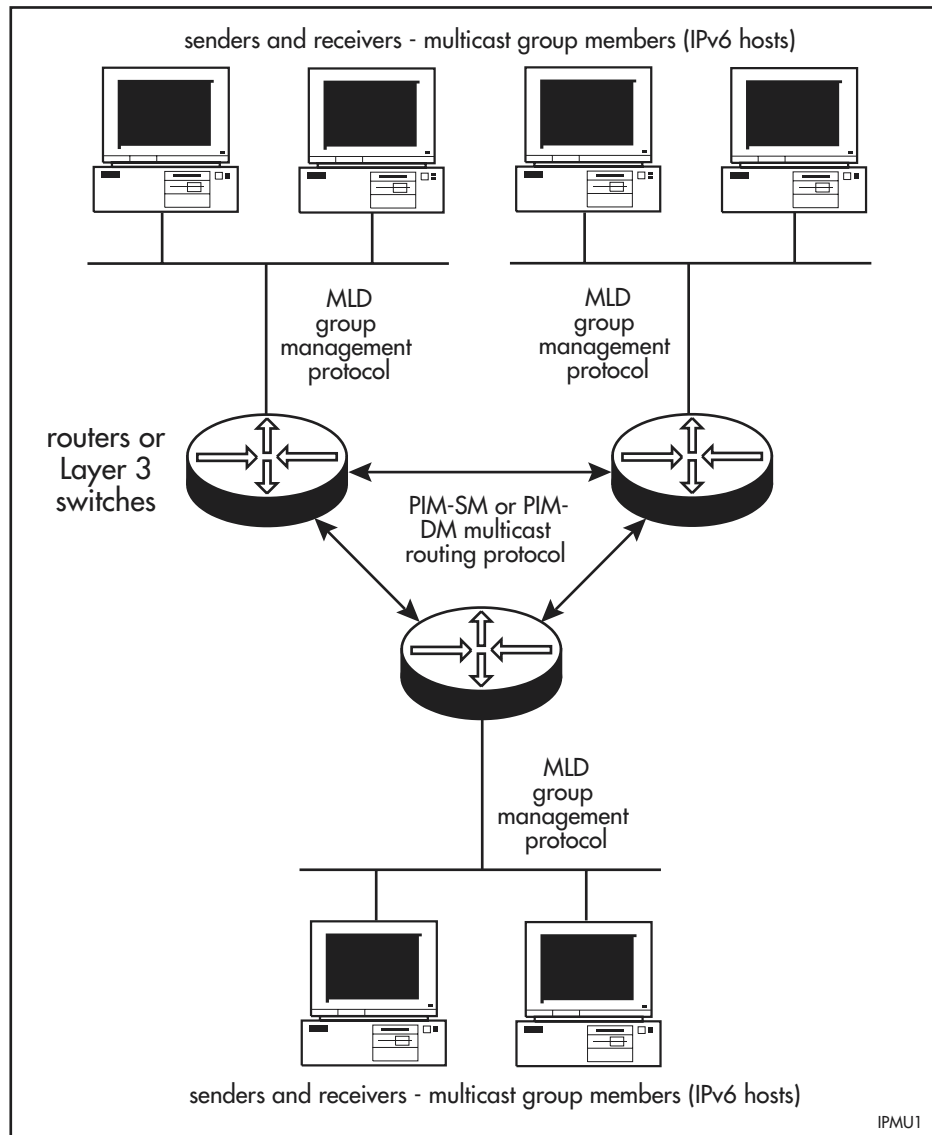 senders and receivers - multicast group members (IPv6 hosts)
MLD
group
management
protocol
MLD
group
management
protocol
routers or
Layer 3
switches
PIM-SM or PIM-
DM multicast
routing protocol
MLD
group
management
protocol
senders and receivers - multicast group members (IPv6 hosts)
IPMU1